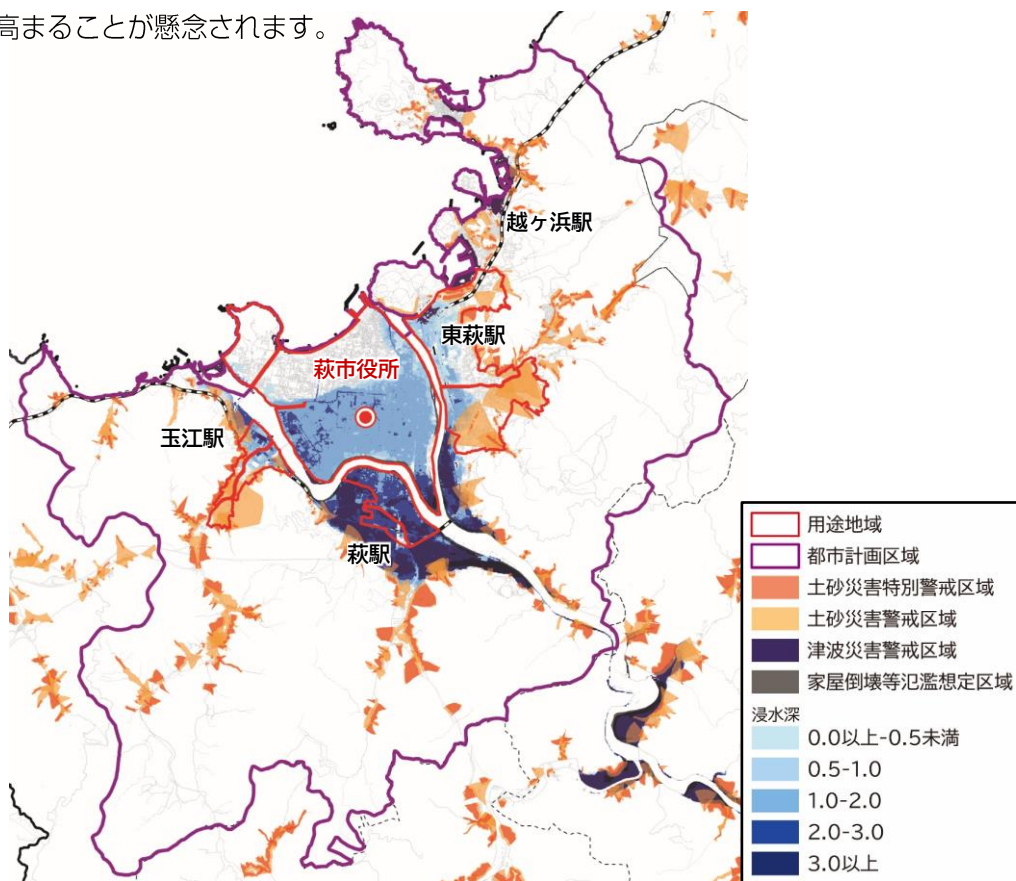 高まることが懸念されます。
越ヶ浜駅
東萩駅
萩市役所
玉江駅
萩駅
用途地域
都市計画区域
土砂災害特別警戒区域
土砂災害警戒区域
津波災害警戒区域
家屋倒壊等氾濫想定区域
浸水深
0.0以上-0.5未満
0.5-1.0
1.0-2.0
2.0-3.0
3.0以上